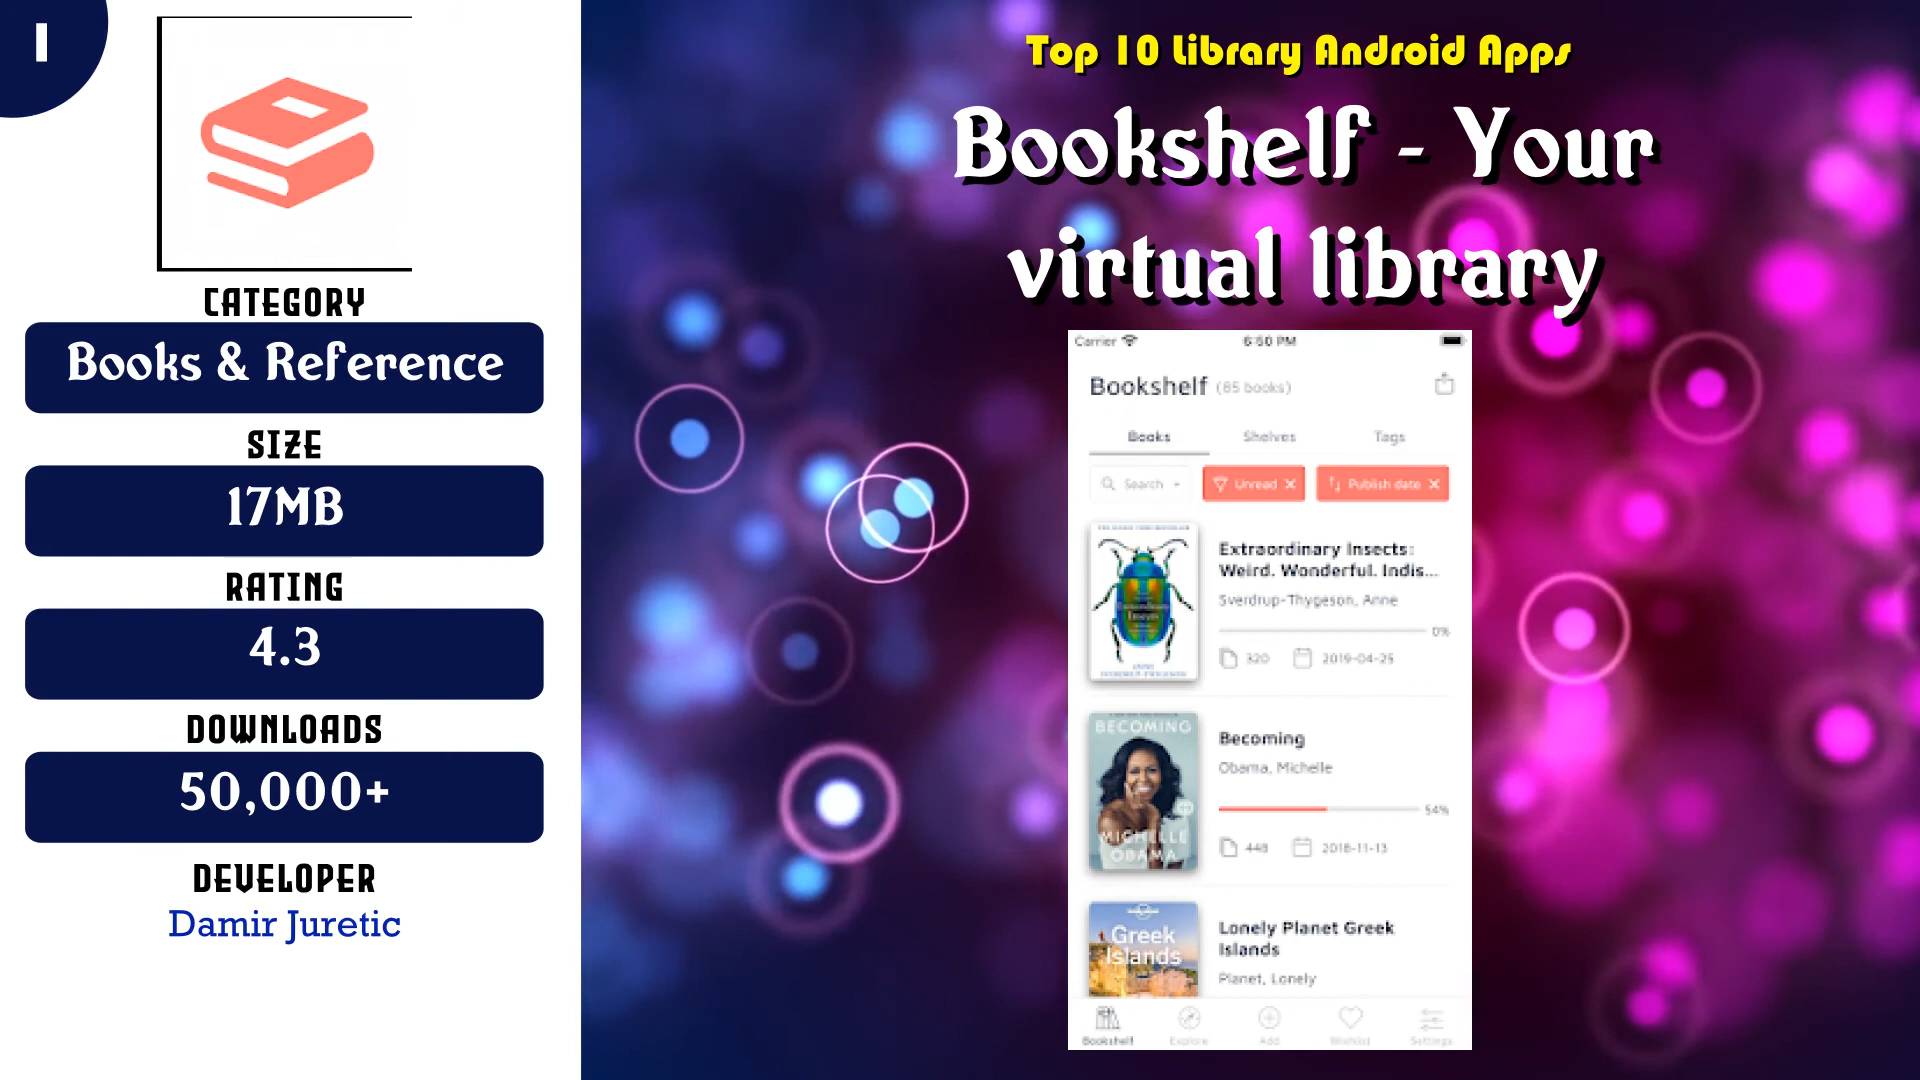 1
CATEGORY
Books & Reference
SIZE
17MB
RATING
4.3
DOWNLOADS
50,000+
DEVELOPER
Damir Juretic
Top 10 Library Android Apps
Bookshelf - Your
virtual library
Carrier 6:50 PM
Bookshelf (85 books)
Books Shelves Tags
Search Unread Publish date
Extraordinary Insects:
Weird. Wonderful. Indis...
Sverdrup-Thygeson, Anne
0%
320 2019-04-25
BECOMING
MICHELLE
OBAMA
Becoming
Obama, Michelle
54%
448 2018-11-13
Greek
Islands
Lonely Planet Greek
Islands
Planet, Lonely
Bookshelf Explore Add Wishlist Settings